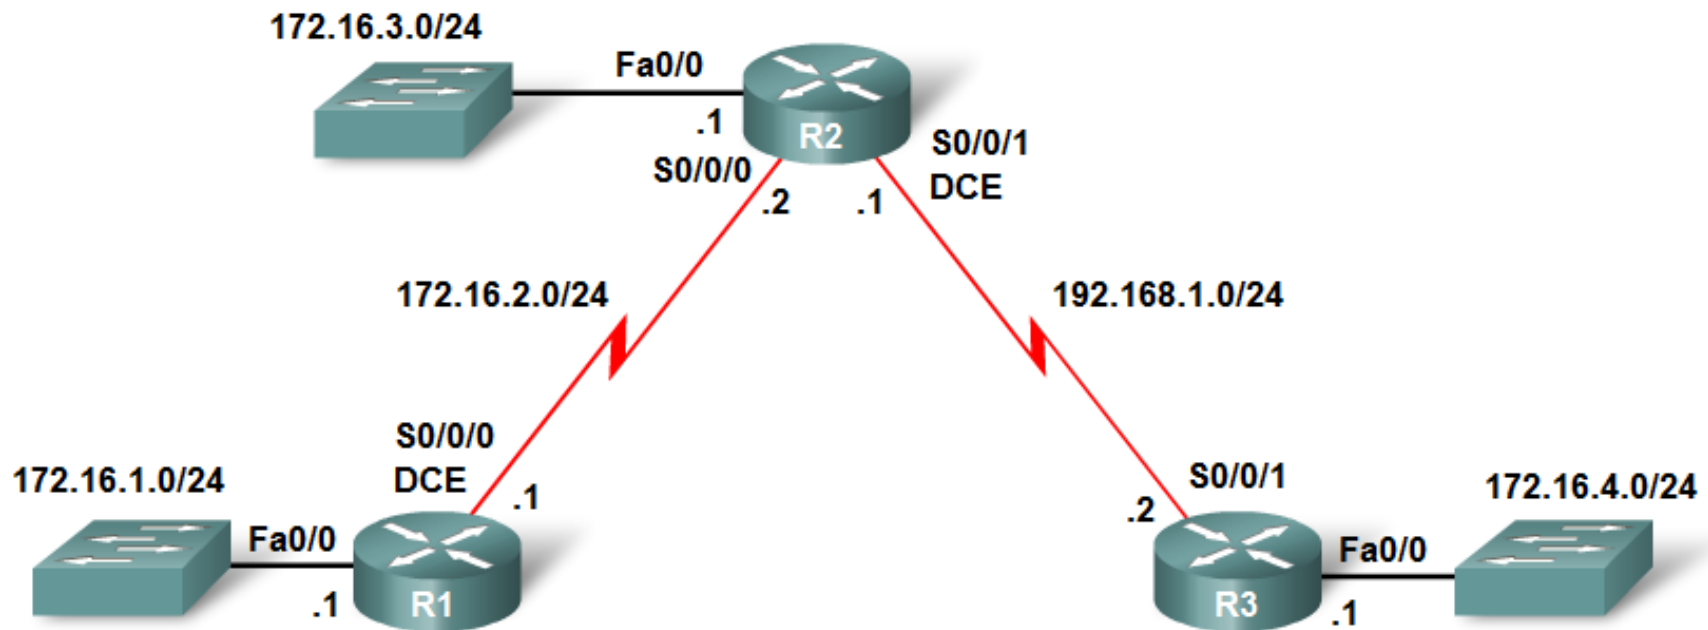 172.16.3.0/24
Fa0/0
.1
R2
S0/0/0
.2
.1
S0/0/1
DCE
172.16.2.0/24
192.168.1.0/24
S0/0/0
DCE
.1
172.16.1.0/24
Fa0/0
.1
R1
S0/0/1
.2
172.16.4.0/24
Fa0/0
.1
R3